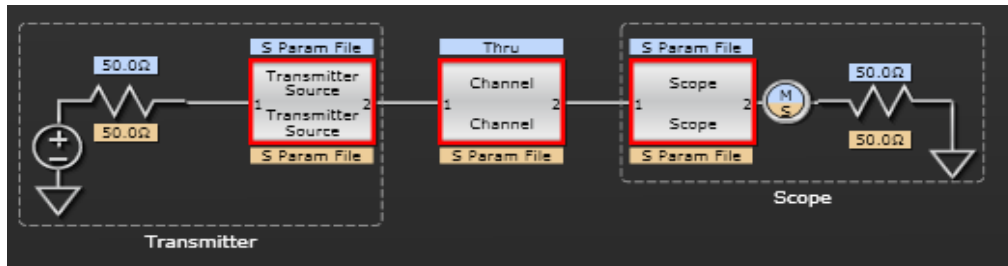 S Param File
Thru
S Param File
50.0Ω
50.0Ω
Transmitter
Source
Channel
Scope
1
2
1
2
1
2
M
S
Transmitter
Source
Channel
Scope
50.0Ω
50.0Ω
S Param File
S Param File
S Param File
Scope
Transmitter